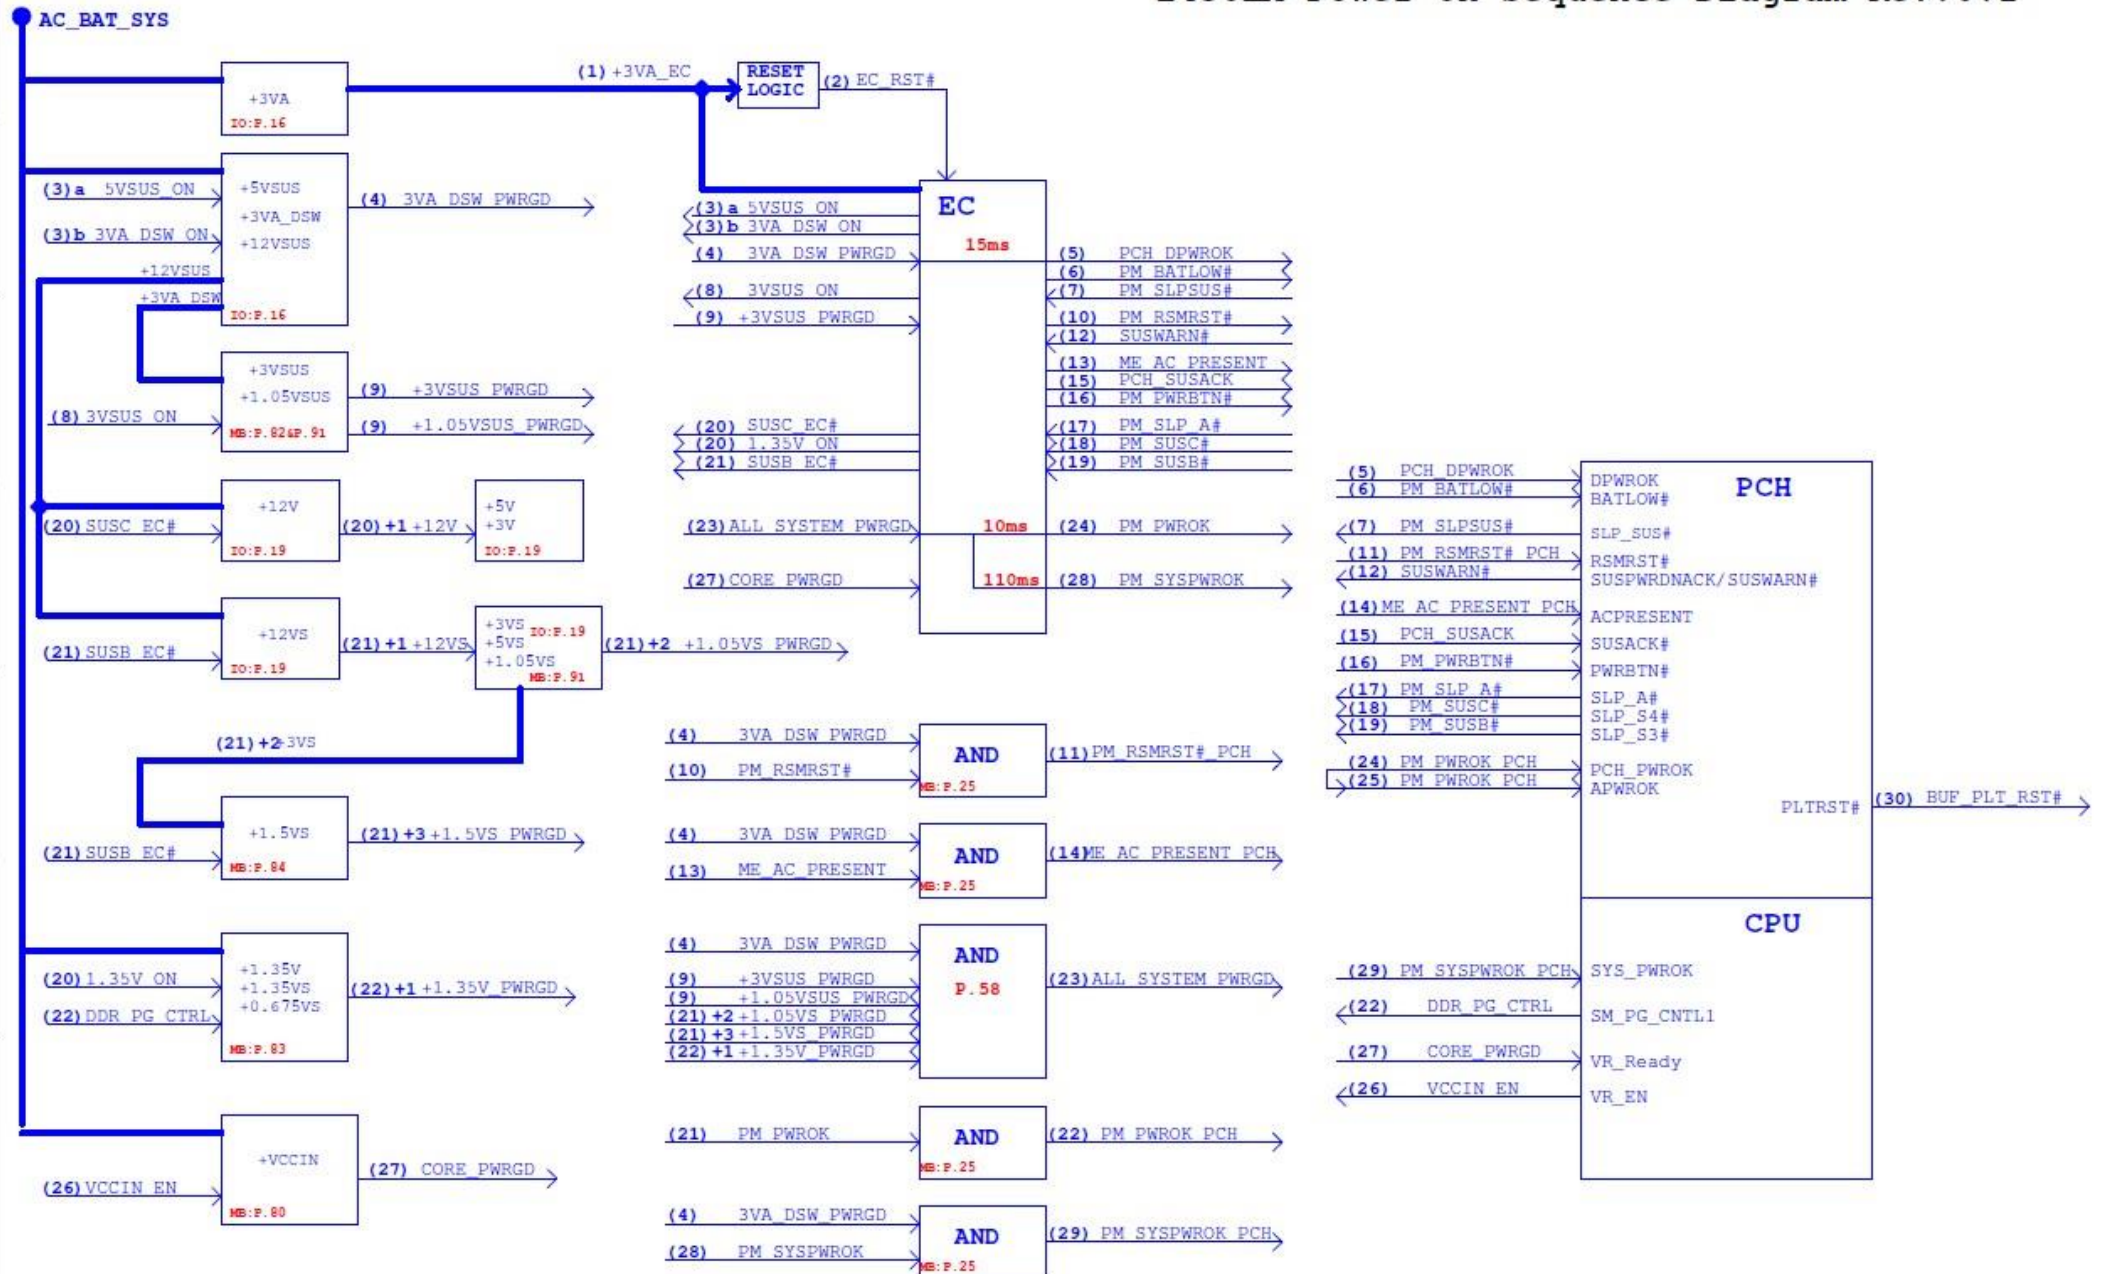 AC_BAT_SYS
+3VA
IO:P.16
(1) +3VA_EC
RESET
LOGIC
(2) EC_RST#
(3)a 5VSUS_ON
(3)b 3VA_DSW_ON
+5VSUS
+3VA_DSW
+12VSUS
(4) 3VA_DSW_PWRGD
+12VSUS
+3VA_DSW
IO:P.16
+3VSUS
+1.05VSUS
MB:P.82&P.91
(8) 3VSUS_ON
(9) +3VSUS_PWRGD
(9) +1.05VSUS_PWRGD
+12V
IO:P.19
(20) SUSC_EC#
(20)+1 +12V
+5V
+3V
IO:P.19
+12VS
IO:P.19
(21) SUSB_EC#
(21)+1 +12VS
+3VS IO:P.19
+5VS
+1.05VS
MB:P.91
(21)+2 +1.05VS_PWRGD
(21)+2+3VS
+1.5VS
MB:P.84
(21) SUSB_EC#
(21)+3 +1.5VS_PWRGD
+1.35V
+1.35VS
+0.675VS
MB:P.83
(20) 1.35V_ON
(22) DDR_PG_CTRL
(22)+1 +1.35V_PWRGD
+VCCIN
MB:P.80
(26) VCCIN_EN
(27) CORE_PWRGD
EC
15ms
(3)a 5VSUS_ON
(3)b 3VA_DSW_ON
(4) 3VA_DSW_PWRGD
(8) 3VSUS_ON
(9) +3VSUS_PWRGD
(20) SUSC_EC#
(20) 1.35V_ON
(21) SUSB_EC#
(23) ALL_SYSTEM_PWRGD
(27) CORE_PWRGD
10ms
110ms
(5) PCH_DPWROK
(6) PM_BATLOW#
(7) PM_SLPSUS#
(10) PM_RSMRST#
(12) SUSWARN#
(13) ME_AC_PRESENT
(15) PCH_SUSACK
(16) PM_PWRBTN#
(17) PM_SLP_A#
(18) PM_SUSC#
(19) PM_SUSB#
(24) PM_PWROK
(28) PM_SYSPWROK
(4) 3VA_DSW_PWRGD
(10) PM_RSMRST#
AND
MB:P.25
(11) PM_RSMRST#_PCH
(4) 3VA_DSW_PWRGD
(13) ME_AC_PRESENT
AND
MB:P.25
(14) ME_AC_PRESENT_PCH
(4) 3VA_DSW_PWRGD
(9) +3VSUS_PWRGD
(9) +1.05VSUS_PWRGD
(21)+2 +1.05VS_PWRGD
(21)+3 +1.5VS_PWRGD
(22)+1 +1.35V_PWRGD
AND
P.58
(23) ALL_SYSTEM_PWRGD
(21) PM_PWROK
AND
MB:P.25
(22) PM_PWROK_PCH
(4) 3VA_DSW_PWRGD
(28) PM_SYSPWROK
AND
MB:P.25
(29) PM_SYSPWROK_PCH
PCH
(5) PCH_DPWROK DPWROK
(6) PM_BATLOW# BATLOW#
(7) PM_SLPSUS# SLP_SUS#
(11) PM_RSMRST#_PCH RSMRST#
(12) SUSWARN# SUSPWRDNACK/SUSWARN#
(14) ME_AC_PRESENT_PCH ACPRESENT
(15) PCH_SUSACK SUSACK#
(16) PM_PWRBTN# PWRBTN#
(17) PM_SLP_A# SLP_A#
(18) PM_SUSC# SLP_S4#
(19) PM_SUSB# SLP_S3#
(24) PM_PWROK_PCH PCH_PWROK
(25) PM_PWROK_PCH APWROK
PLTRST# (30) BUF_PLT_RST#
CPU
(29) PM_SYSPWROK_PCH SYS_PWROK
(22) DDR_PG_CTRL SM_PG_CNTL1
(27) CORE_PWRGD VR_Ready
(26) VCCIN_EN VR_EN